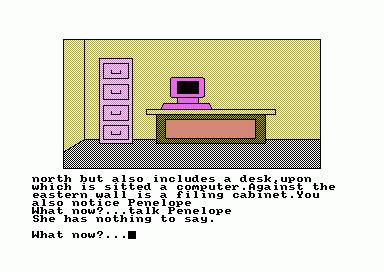 north but also includes a desk,upon
which is sitted a computer.Against the
eastern wall is a filing cabinet.You
also notice Penelope
What now?...talk Penelope
She has nothing to say.
What now?...